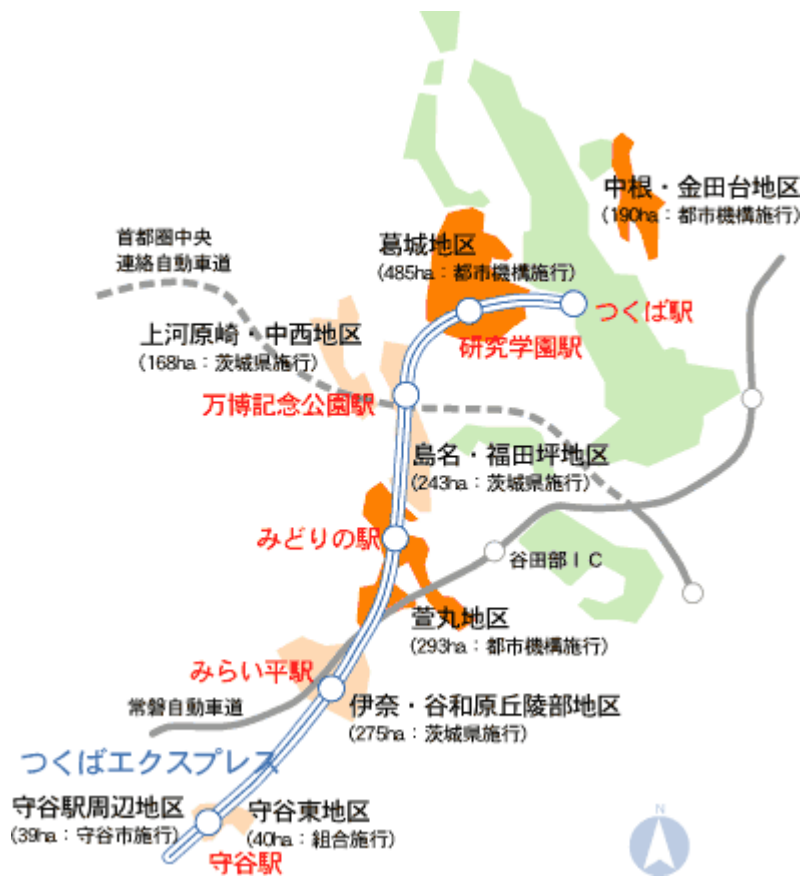 中根・金田台地区
(190ha：都市機構施行)
首都圏中央
連絡自動車道
葛城地区
(485ha：都市機構施行)
つくば駅
上河原崎・中西地区
(168ha：茨城県施行)
研究学園駅
万博記念公園駅
島名・福田坪地区
(243ha：茨城県施行)
みどりの駅
谷田部ＩＣ
萱丸地区
(293ha：都市機構施行)
みらい平駅
常磐自動車道
伊奈・谷和原丘陵部地区
(275ha：茨城県施行)
つくばエクスプレス
守谷駅周辺地区
(39ha：守谷市施行)
守谷東地区
(40ha：組合施行)
守谷駅
N